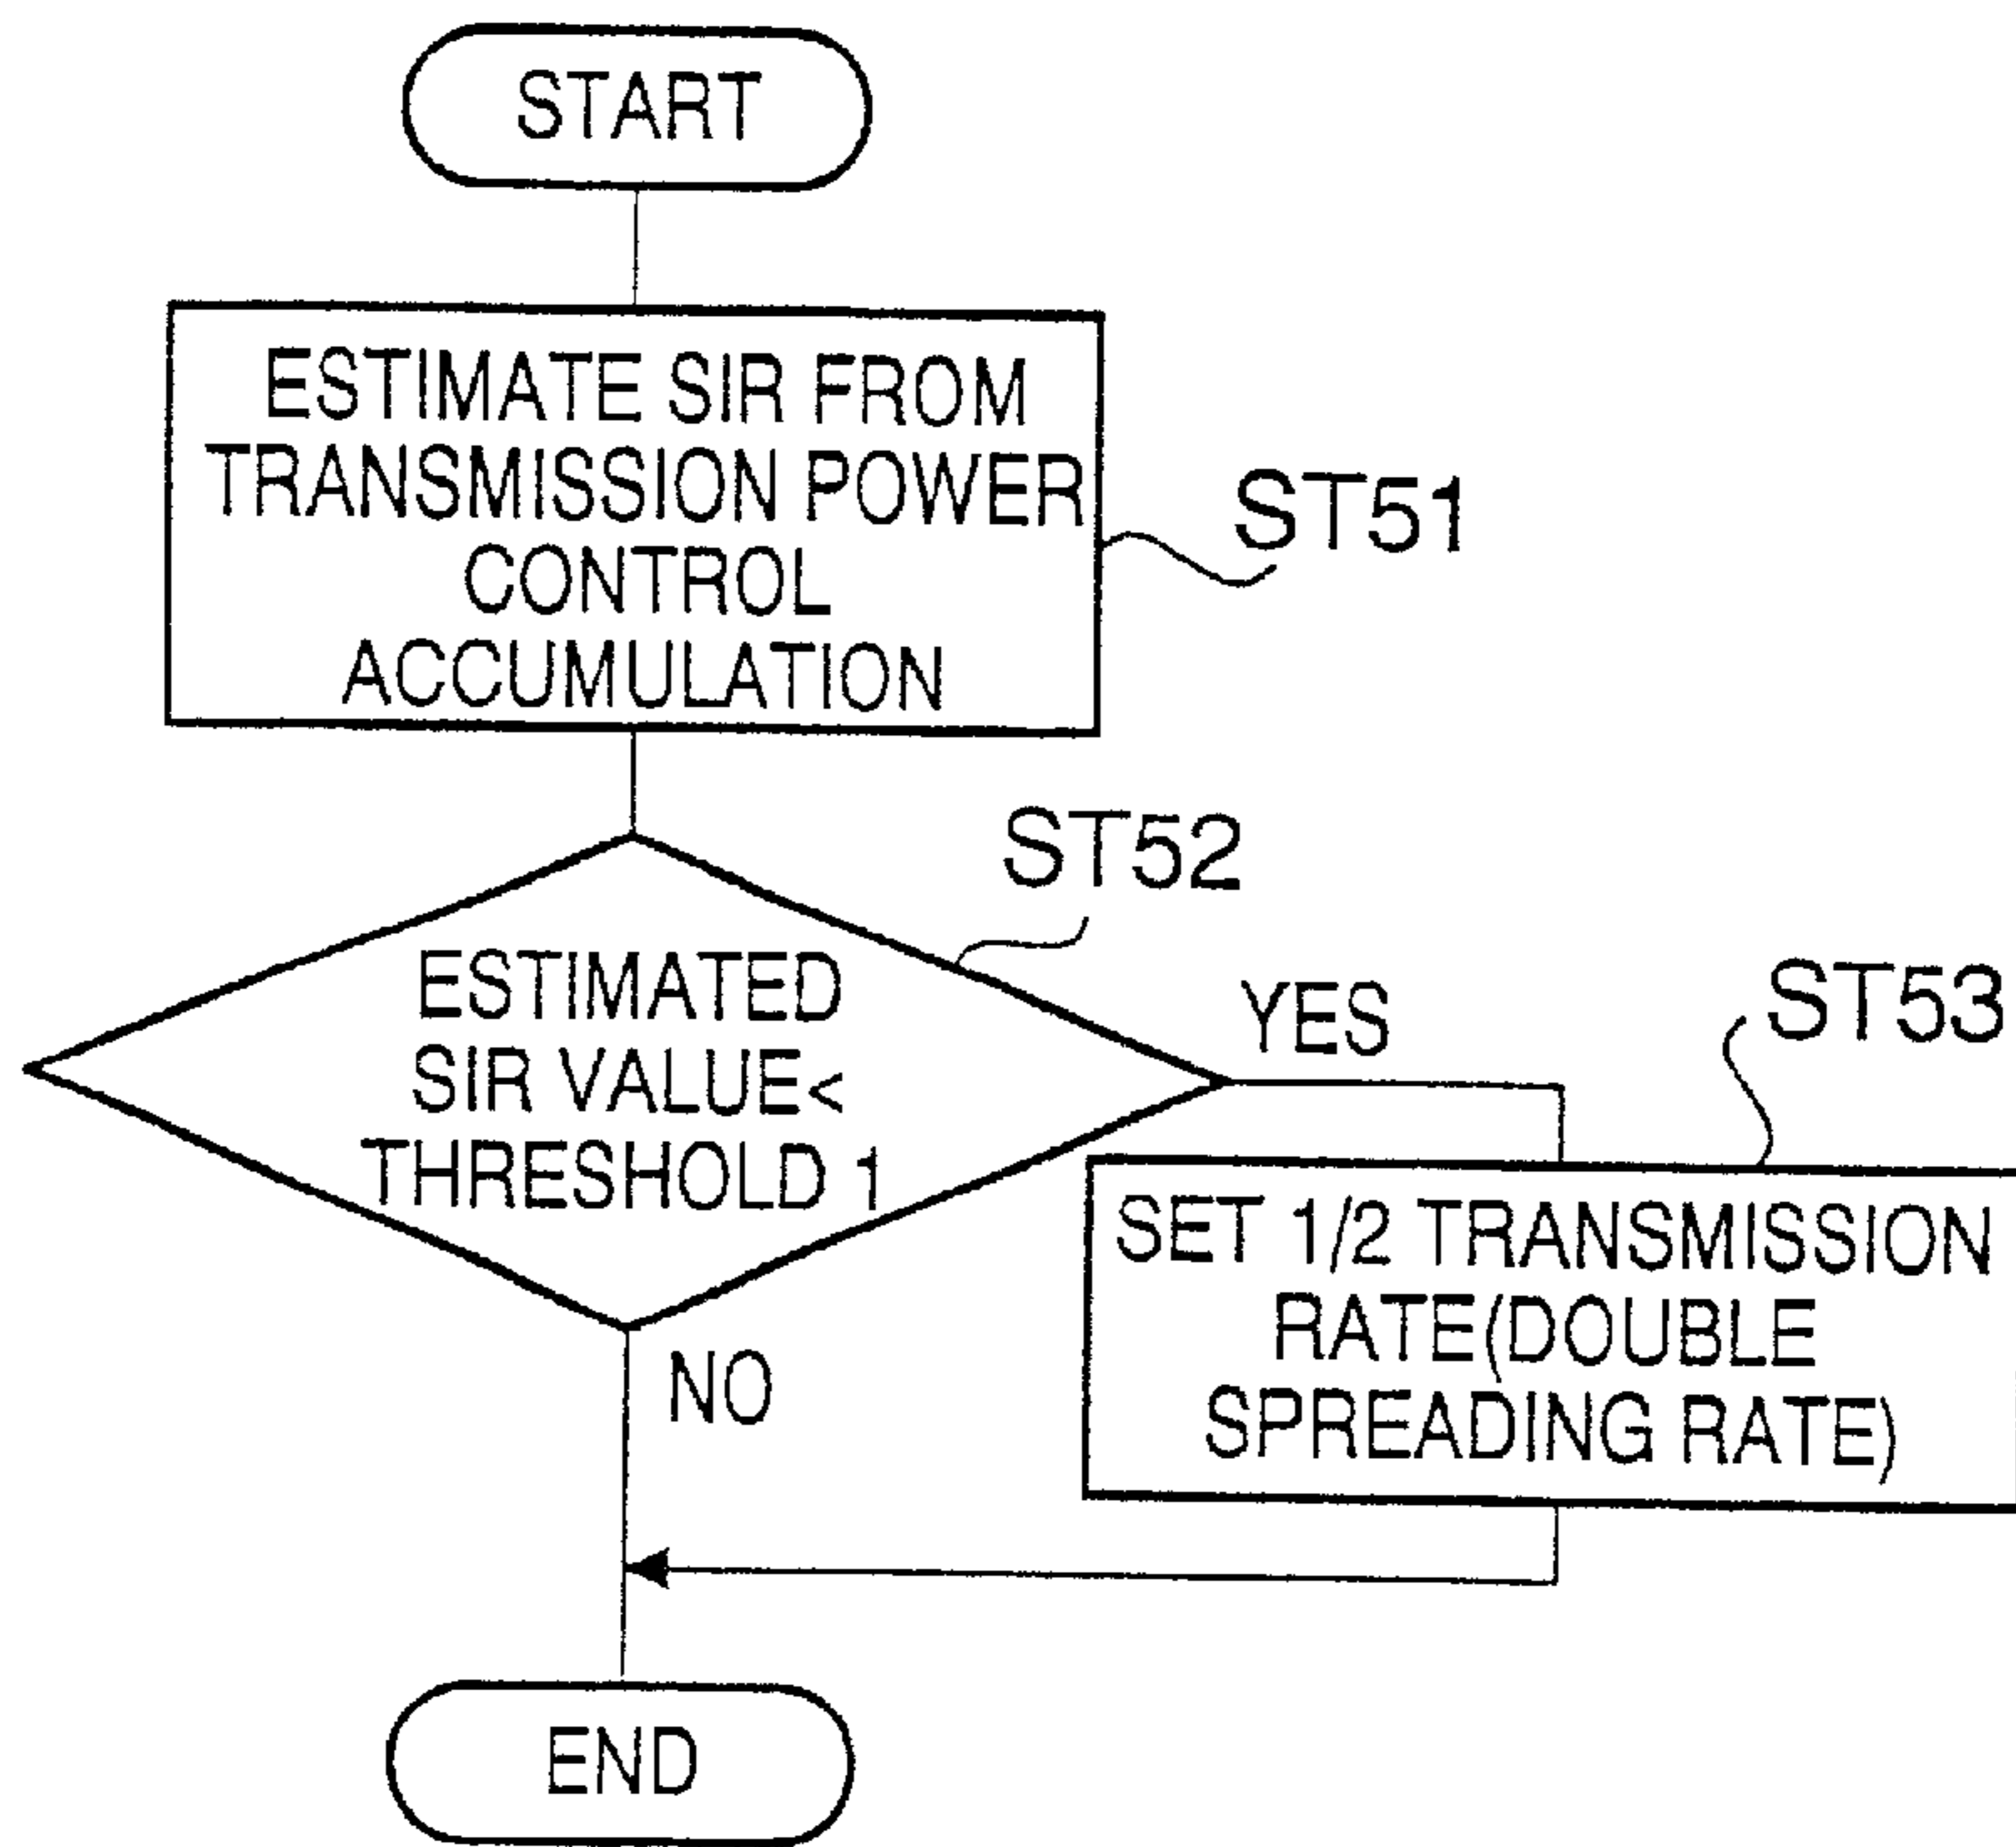 START
ESTIMATE SIR FROM
TRANSMISSION POWER
CONTROL
ACCUMULATION
ST51
ST52
ESTIMATED
SIR VALUE<
THRESHOLD 1
YES
ST53
SET 1/2 TRANSMISSION
RATE(DOUBLE
SPREADING RATE)
NO
END